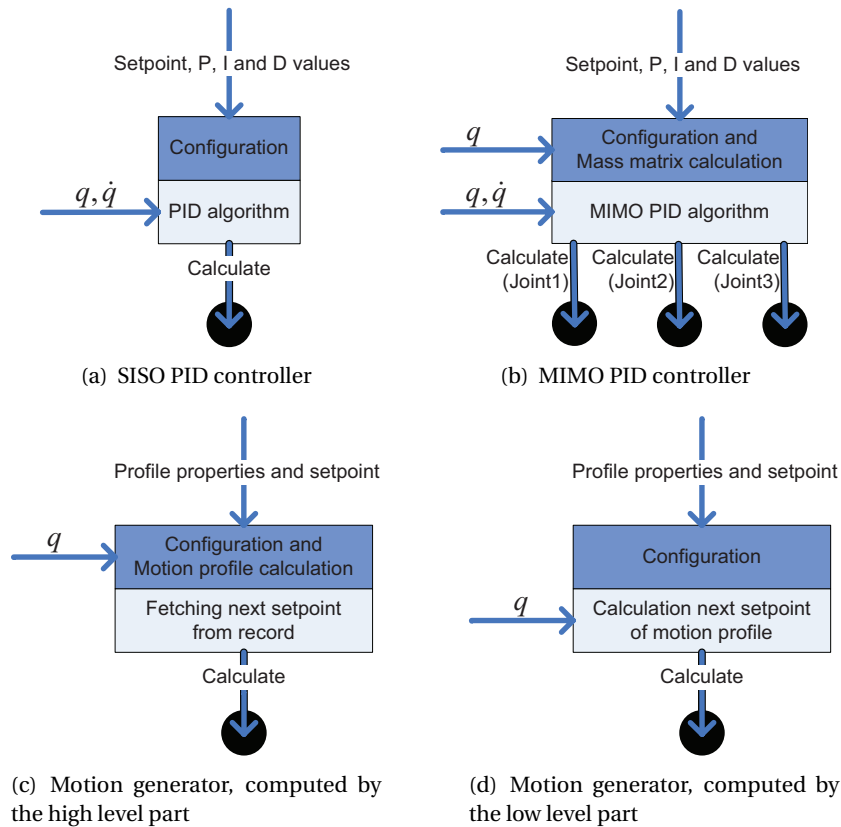 Setpoint, P, I and D values
Configuration
q, q̇
PID algorithm
Calculate
(a) SISO PID controller
Setpoint, P, I and D values
q
Configuration and
Mass matrix calculation
q, q̇
MIMO PID algorithm
Calculate
(Joint1)
Calculate
(Joint2)
Calculate
(Joint3)
(b) MIMO PID controller
Profile properties and setpoint
q
Configuration and
Motion profile calculation
Fetching next setpoint
from record
Calculate
(c) Motion generator, computed by
the high level part
Profile properties and setpoint
Configuration
q
Calculation next setpoint
of motion profile
Calculate
(d) Motion generator, computed by
the low level part